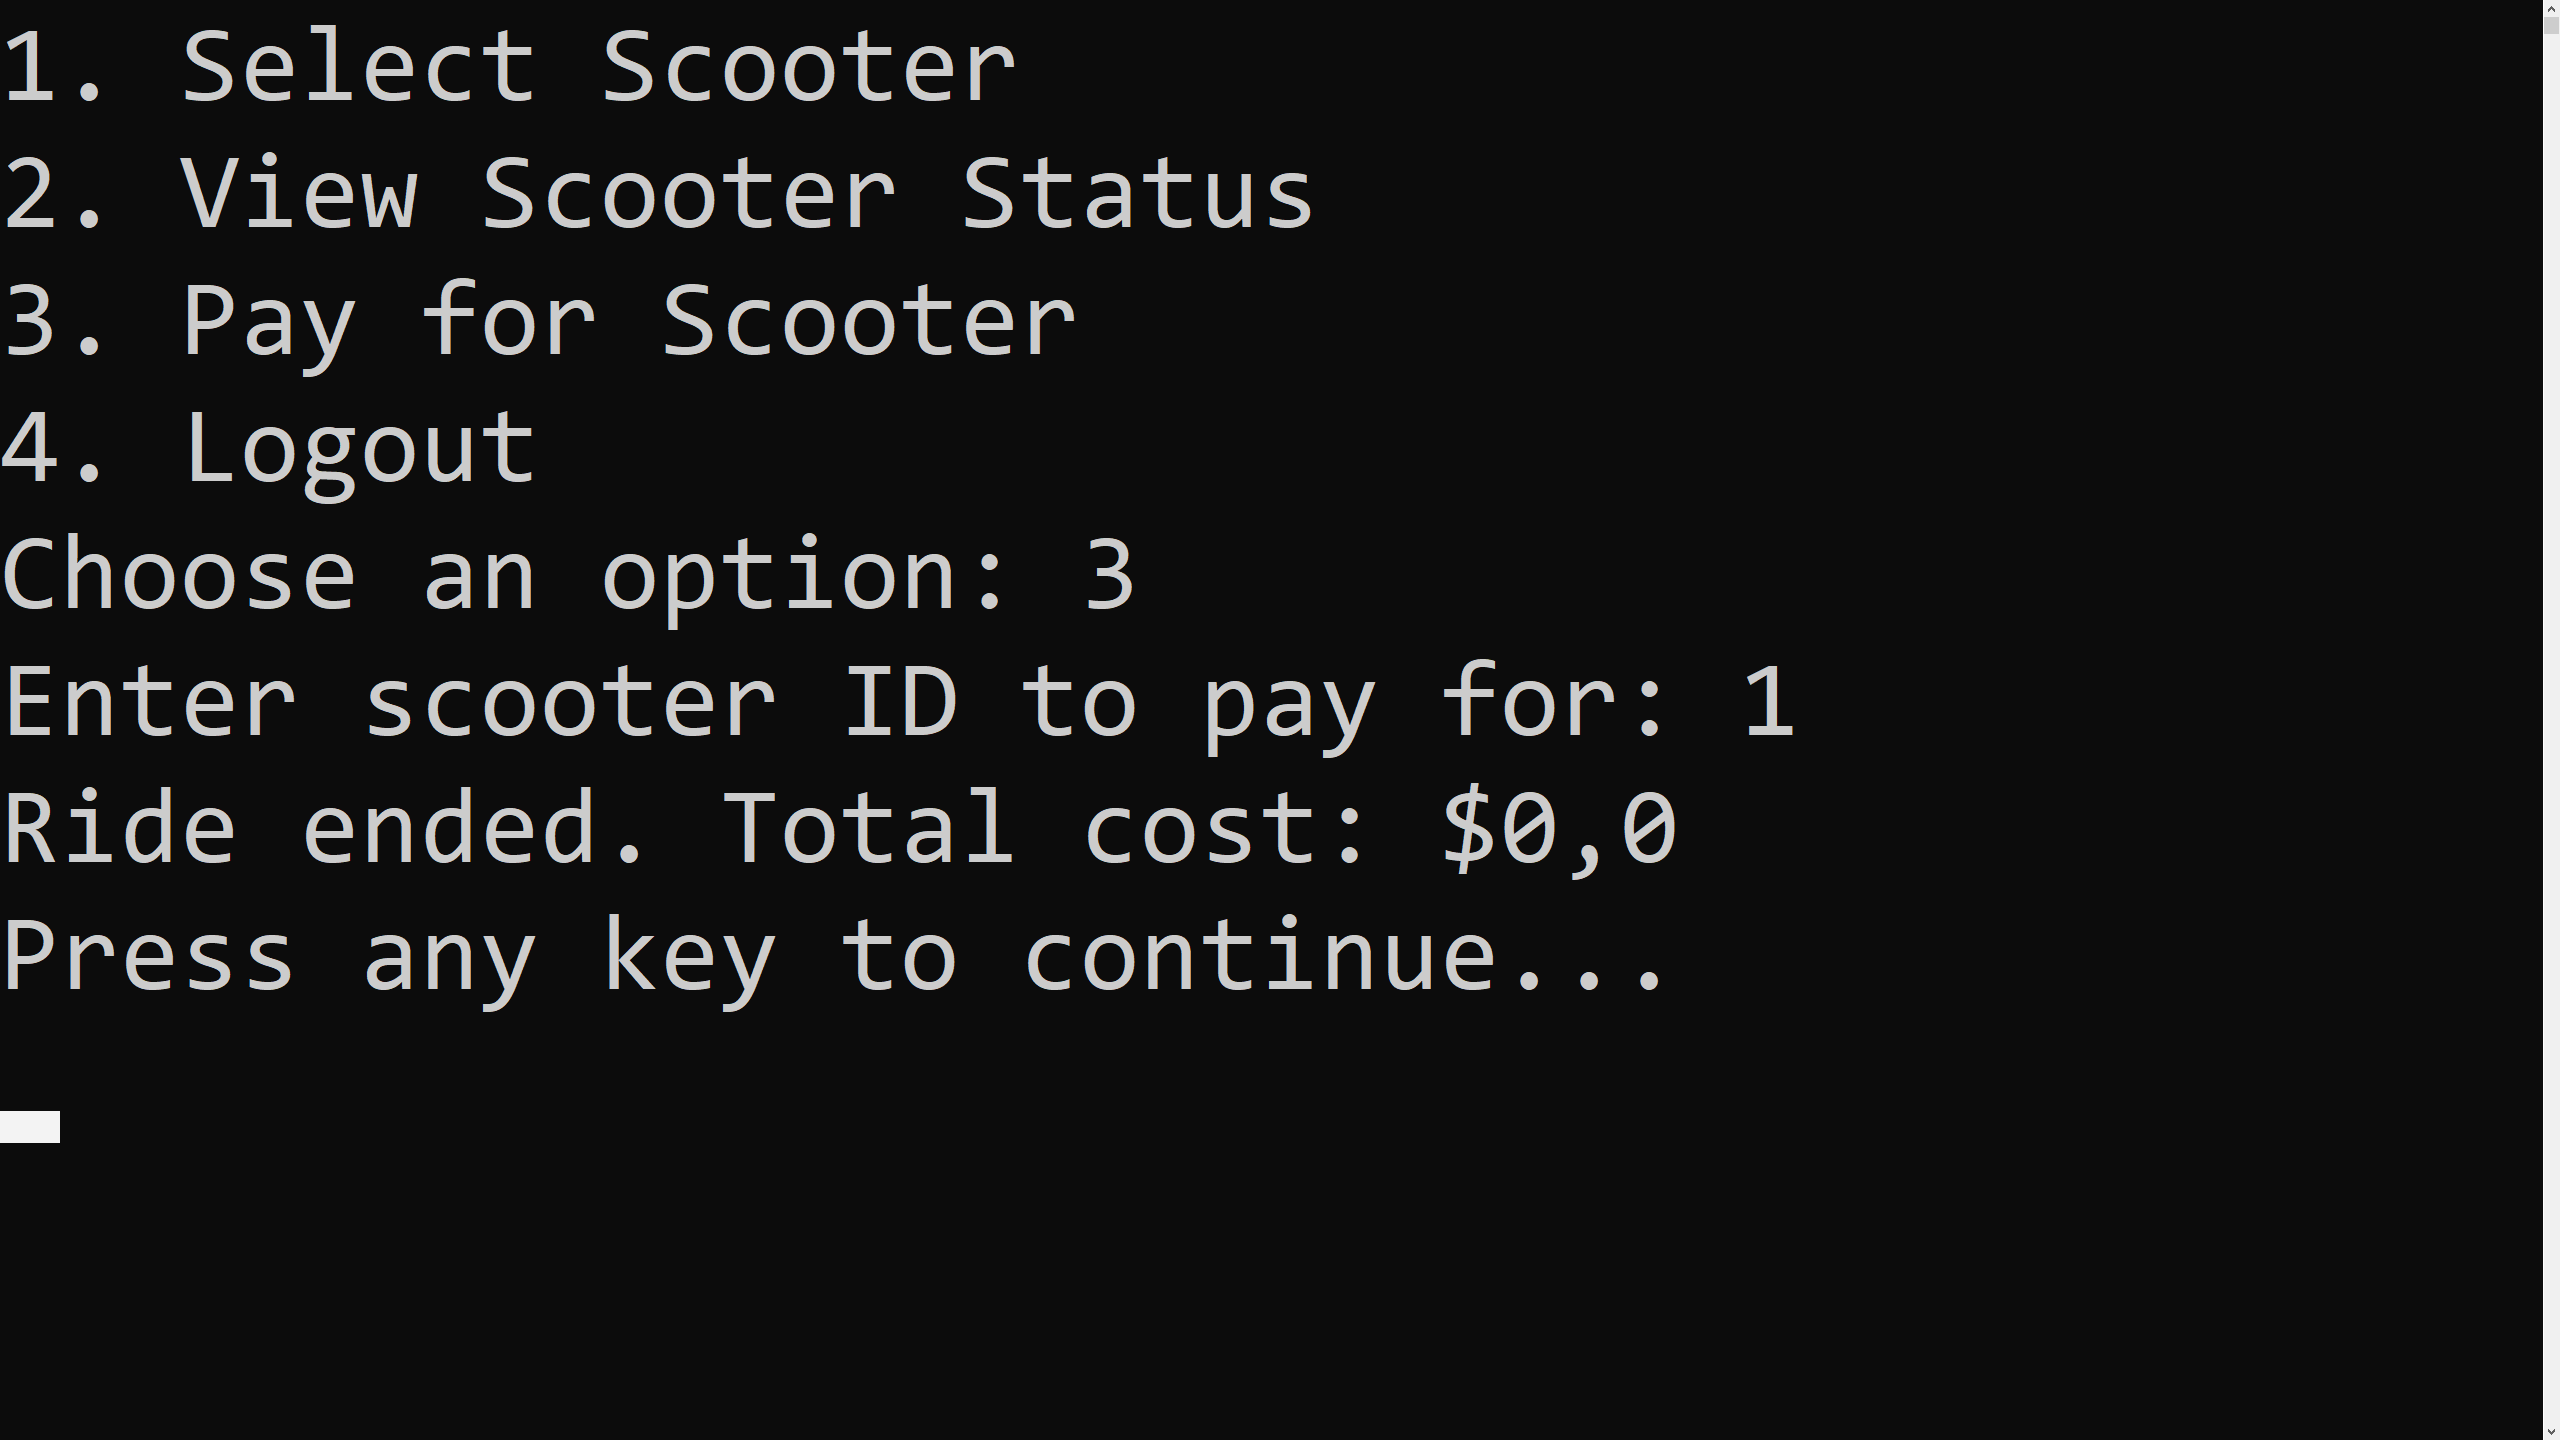 1. Select Scooter
2. View Scooter Status
3. Pay for Scooter
4. Logout
Choose an option: 3
Enter scooter ID to pay for: 1
Ride ended. Total cost: $0,0
Press any key to continue...